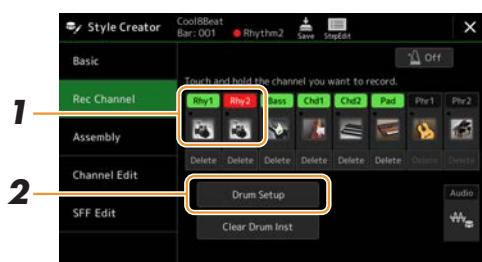 Style Creator
Cool8Beat
Bar: 001
Rhythm2
Save
StepEdit
Basic
Off
Touch and hold the channel you want to record.
Rec Channel
Rhy1 Rhy2 Bass Chd1 Chd2 Pad Phr1 Phr2
1
Assembly
Delete Delete Delete Delete Delete Delete Delete Delete
Channel Edit
2
Drum Setup
Audio
SFF Edit
Clear Drum Inst